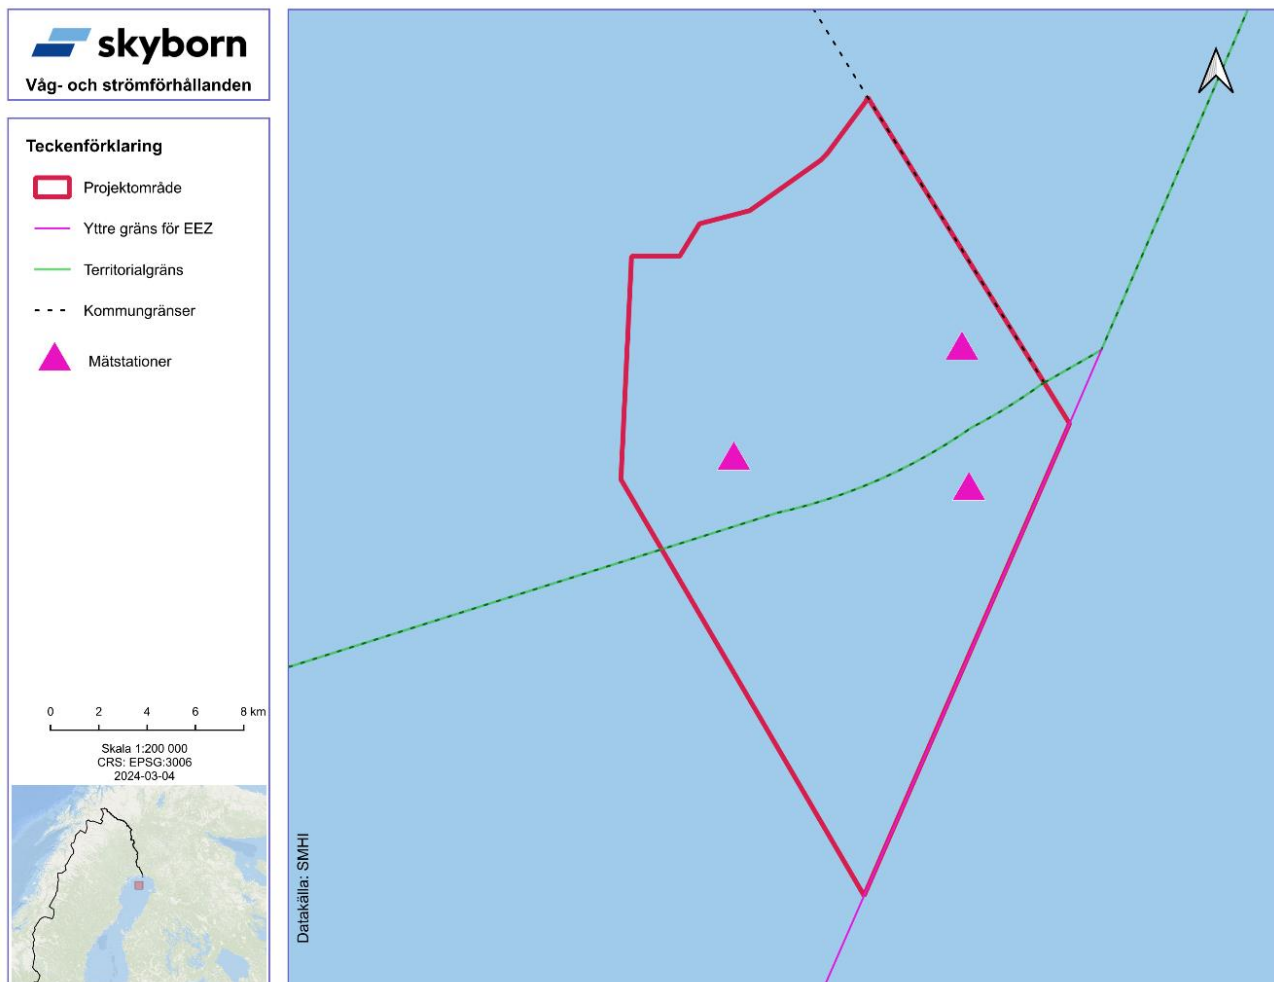 skyborn
Våg- och strömförhållanden
Teckenförklaring
Projektområde
Yttre gräns för EEZ
Territorialgräns
Kommungränser
Mätstationer
0 2 4 6 8 km
Skala 1:200 000
CRS: EPSG:3006
2024-03-04
Datakälla: SMHI